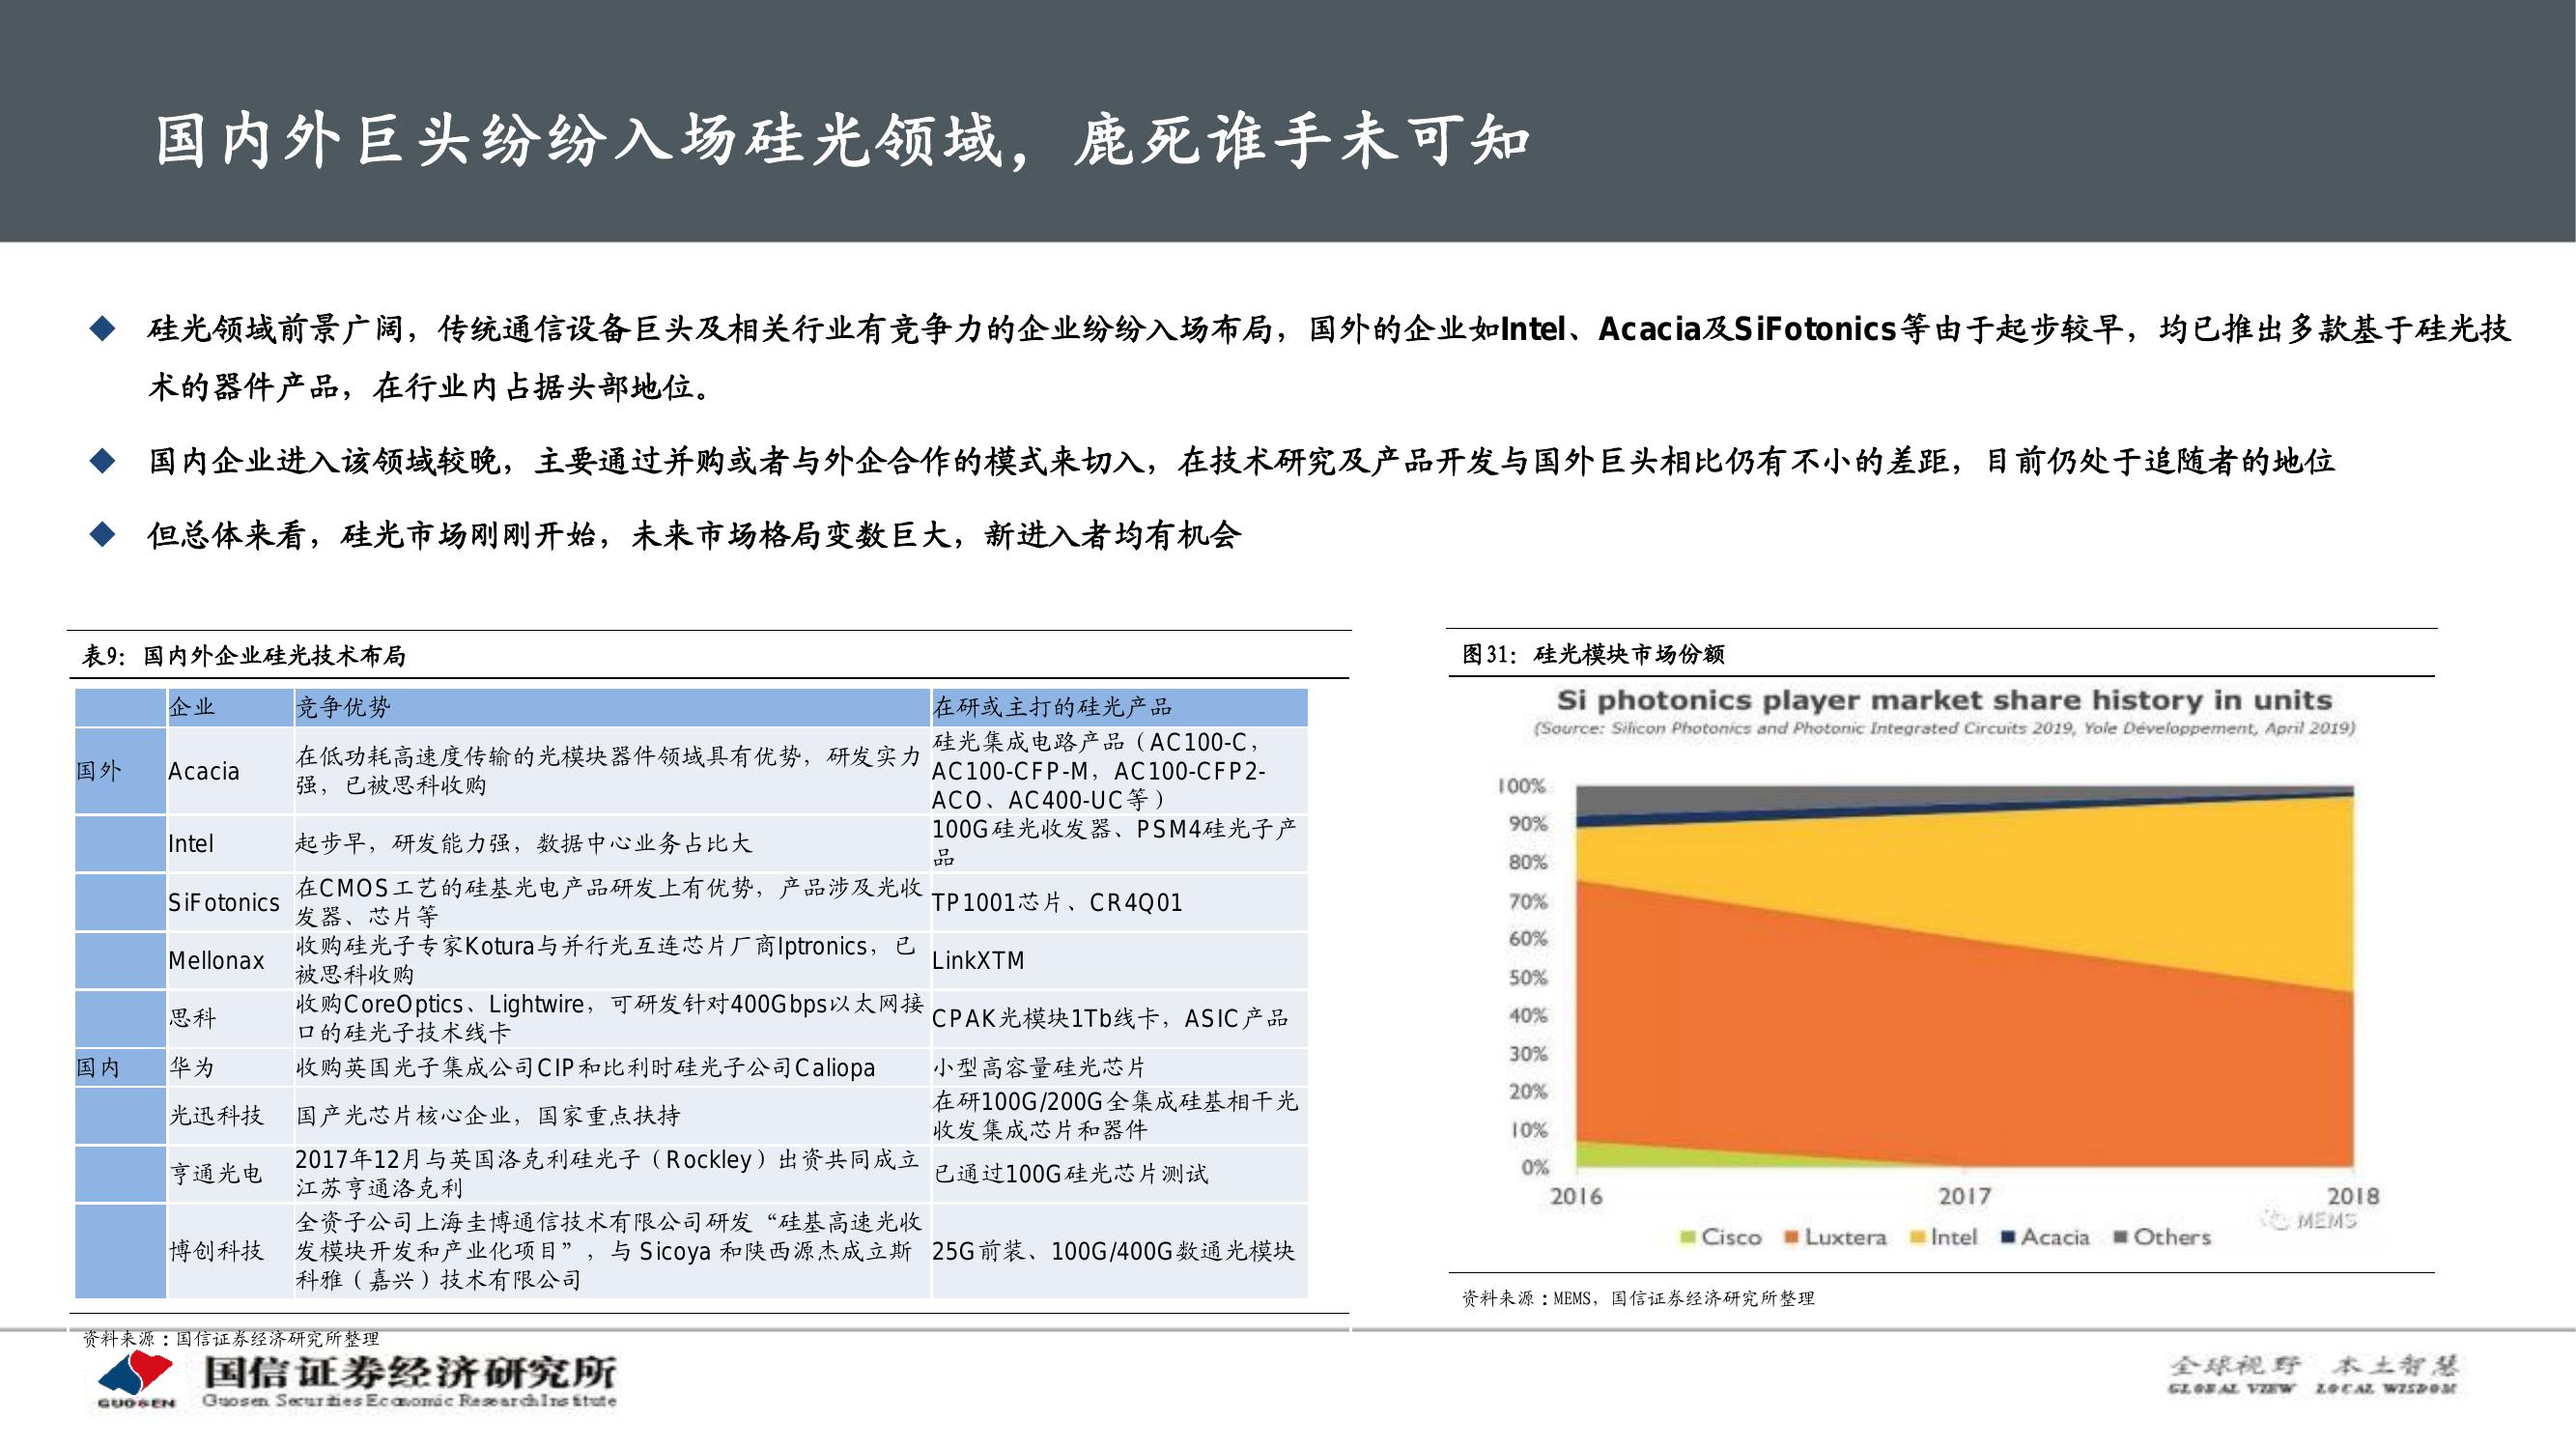 国内外巨头纷纷入场硅光领域，鹿死谁手未可知
硅光领域前景广阔，传统通信设备巨头及相关行业有竞争力的企业纷纷入场布局，国外的企业如Intel、Acacia及SiFotonics等由于起步较早，均已推出多款基于硅光技
术的器件产品，在行业内占据头部地位。
国内企业进入该领域较晚，主要通过并购或者与外企合作的模式来切入，在技术研究及产品开发与国外巨头相比仍有不小的差距，目前仍处于追随者的地位
但总体来看，硅光市场刚刚开始，未来市场格局变数巨大，新进入者均有机会
表9：国内外企业硅光技术布局
企业 竞争优势 在研或主打的硅光产品
国外 Acacia
在低功耗高速度传输的光模块器件领域具有优势，研发实力
强，已被思科收购
硅光集成电路产品（AC100-C，
AC100-CFP-M，AC100-CFP2-
ACO、AC400-UC等）
Intel 起步早，研发能力强，数据中心业务占比大
100G硅光收发器、PSM4硅光子产
品
SiFotonics
在CMOS工艺的硅基光电产品研发上有优势，产品涉及光收
发器、芯片等
TP1001芯片、CR4Q01
Mellonax
收购硅光子专家Kotura与并行光互连芯片厂商Iptronics，已
被思科收购
LinkXTM
思科
收购CoreOptics、Lightwire，可研发针对400Gbps以太网接
口的硅光子技术线卡
CPAK光模块1Tb线卡，ASIC产品
国内 华为 收购英国光子集成公司CIP和比利时硅光子公司Caliopa 小型高容量硅光芯片
光迅科技 国产光芯片核心企业，国家重点扶持
在研100G/200G全集成硅基相干光
收发集成芯片和器件
亨通光电
2017年12月与英国洛克利硅光子（Rockley）出资共同成立
江苏亨通洛克利
已通过100G硅光芯片测试
博创科技
全资子公司上海圭博通信技术有限公司研发“硅基高速光收
发模块开发和产业化项目”，与 Sicoya 和陕西源杰成立斯
科雅（嘉兴）技术有限公司
25G前装、100G/400G数通光模块
资料来源：国信证券经济研究所整理
图31：硅光模块市场份额
Si photonics player market share history in units
(Source: Silicon Photonics and Photonic Integrated Circuits 2019, Yole Développement, April 2019)
100%
90%
80%
70%
60%
50%
40%
30%
20%
10%
0%
2016 2017 2018
MEMS
Cisco Luxtera Intel Acacia Others
资料来源：MEMS，国信证券经济研究所整理
GUOSEN
国信证券经济研究所
Guosen Securities Economic Research Institute
全球视野 本土智慧
GLOBAL VIEW LOCAL WISDOM